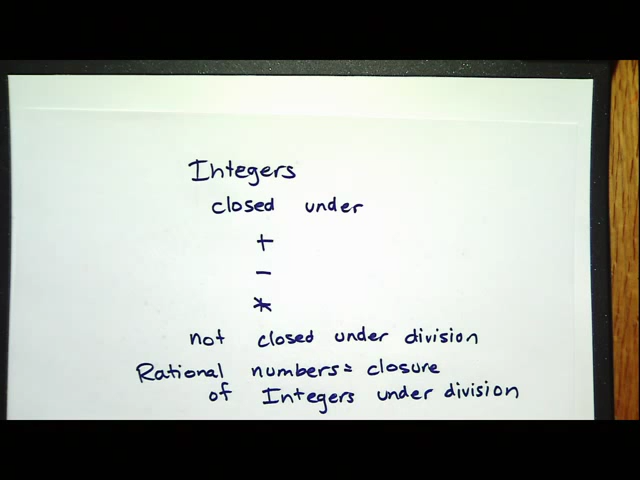 Integers
closed under
+
-
*
not closed under division
Rational numbers = closure
of Integers under division